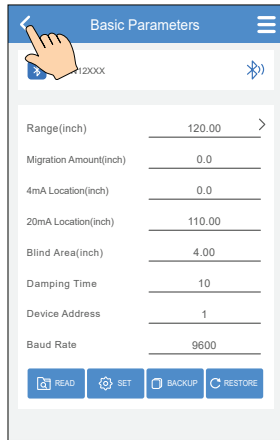 Basic Parameters
12XXX
Range(inch) 120.00
Migration Amount(inch) 0.0
4mA Location(inch) 0.0
20mA Location(inch) 110.00
Blind Area(inch) 4.00
Damping Time 10
Device Address 1
Baud Rate 9600
READ SET BACKUP RESTORE